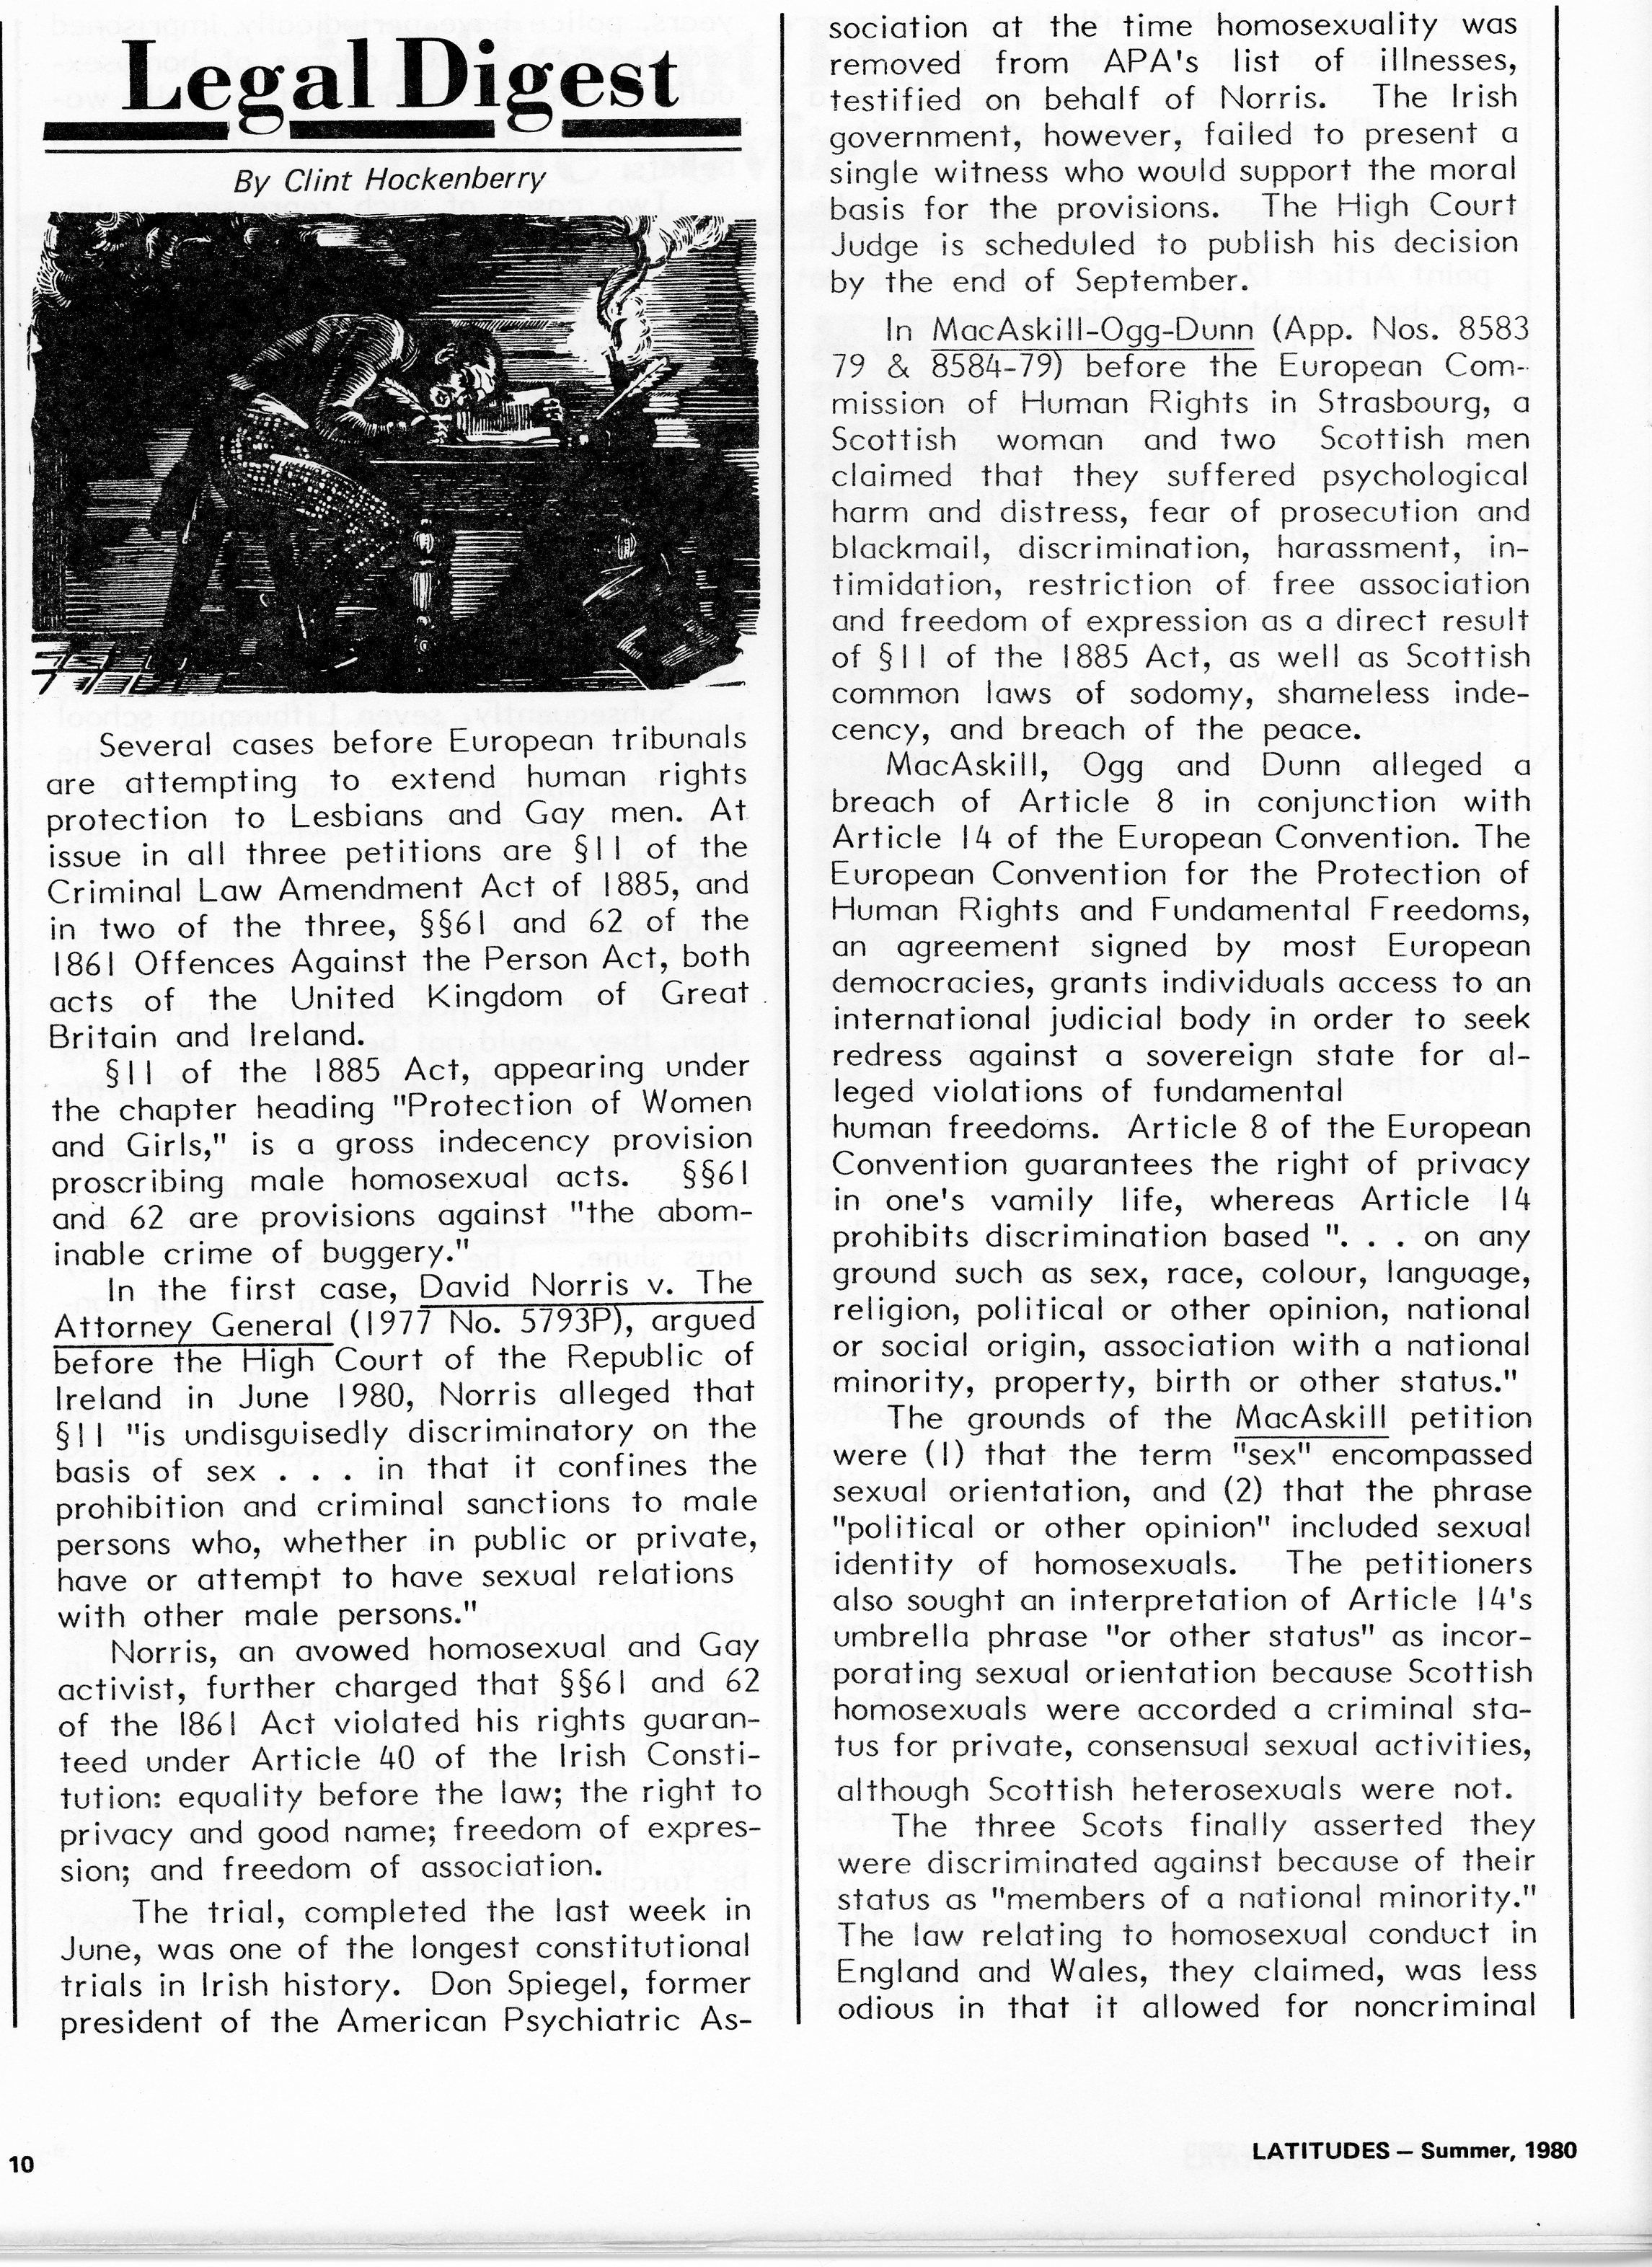 Legal Digest
By Clint Hockenberry
Several cases before European tribunals
are attempting to extend human rights
protection to Lesbians and Gay men. At
issue in all three petitions are §11 of the
Criminal Law Amendment Act of 1885, and
in two of the three, §§61 and 62 of the
1861 Offences Against the Person Act, both
acts of the United Kingdom of Great
Britain and Ireland.
§11 of the 1885 Act, appearing under
the chapter heading "Protection of Women
and Girls," is a gross indecency provision
proscribing male homosexual acts. §§61
and 62 are provisions against "the abom-
inable crime of buggery."
In the first case, David Norris v. The
Attorney General (1977 No. 5793P), argued
before the High Court of the Republic of
Ireland in June 1980, Norris alleged that
§11 "is undisguisedly discriminatory on the
basis of sex . . . in that it confines the
prohibition and criminal sanctions to male
persons who, whether in public or private,
have or attempt to have sexual relations
with other male persons."
Norris, an avowed homosexual and Gay
activist, further charged that §§61 and 62
of the 1861 Act violated his rights guaran-
teed under Article 40 of the Irish Consti-
tution: equality before the law; the right to
privacy and good name; freedom of expres-
sion; and freedom of association.
The trial, completed the last week in
June, was one of the longest constitutional
trials in Irish history. Don Spiegel, former
president of the American Psychiatric As-
sociation at the time homosexuality was
removed from APA's list of illnesses,
testified on behalf of Norris. The Irish
government, however, failed to present a
single witness who would support the moral
basis for the provisions. The High Court
Judge is scheduled to publish his decision
by the end of September.
In MacAskill-Ogg-Dunn (App. Nos. 8583
79 & 8584-79) before the European Com-
mission of Human Rights in Strasbourg, a
Scottish woman and two Scottish men
claimed that they suffered psychological
harm and distress, fear of prosecution and
blackmail, discrimination, harassment, in-
timidation, restriction of free association
and freedom of expression as a direct result
of §11 of the 1885 Act, as well as Scottish
common laws of sodomy, shameless inde-
cency, and breach of the peace.
MacAskill, Ogg and Dunn alleged a
breach of Article 8 in conjunction with
Article 14 of the European Convention. The
European Convention for the Protection of
Human Rights and Fundamental Freedoms,
an agreement signed by most European
democracies, grants individuals access to an
international judicial body in order to seek
redress against a sovereign state for al-
leged violations of fundamental
human freedoms. Article 8 of the European
Convention guarantees the right of privacy
in one's vamily life, whereas Article 14
prohibits discrimination based ". . . on any
ground such as sex, race, colour, language,
religion, political or other opinion, national
or social origin, association with a national
minority, property, birth or other status."
The grounds of the MacAskill petition
were (1) that the term "sex" encompassed
sexual orientation, and (2) that the phrase
"political or other opinion" included sexual
identity of homosexuals. The petitioners
also sought an interpretation of Article 14's
umbrella phrase "or other status" as incor-
porating sexual orientation because Scottish
homosexuals were accorded a criminal sta-
tus for private, consensual sexual activities,
although Scottish heterosexuals were not.
The three Scots finally asserted they
were discriminated against because of their
status as "members of a national minority."
The law relating to homosexual conduct in
England and Wales, they claimed, was less
odious in that it allowed for noncriminal
10
LATITUDES — Summer, 1980